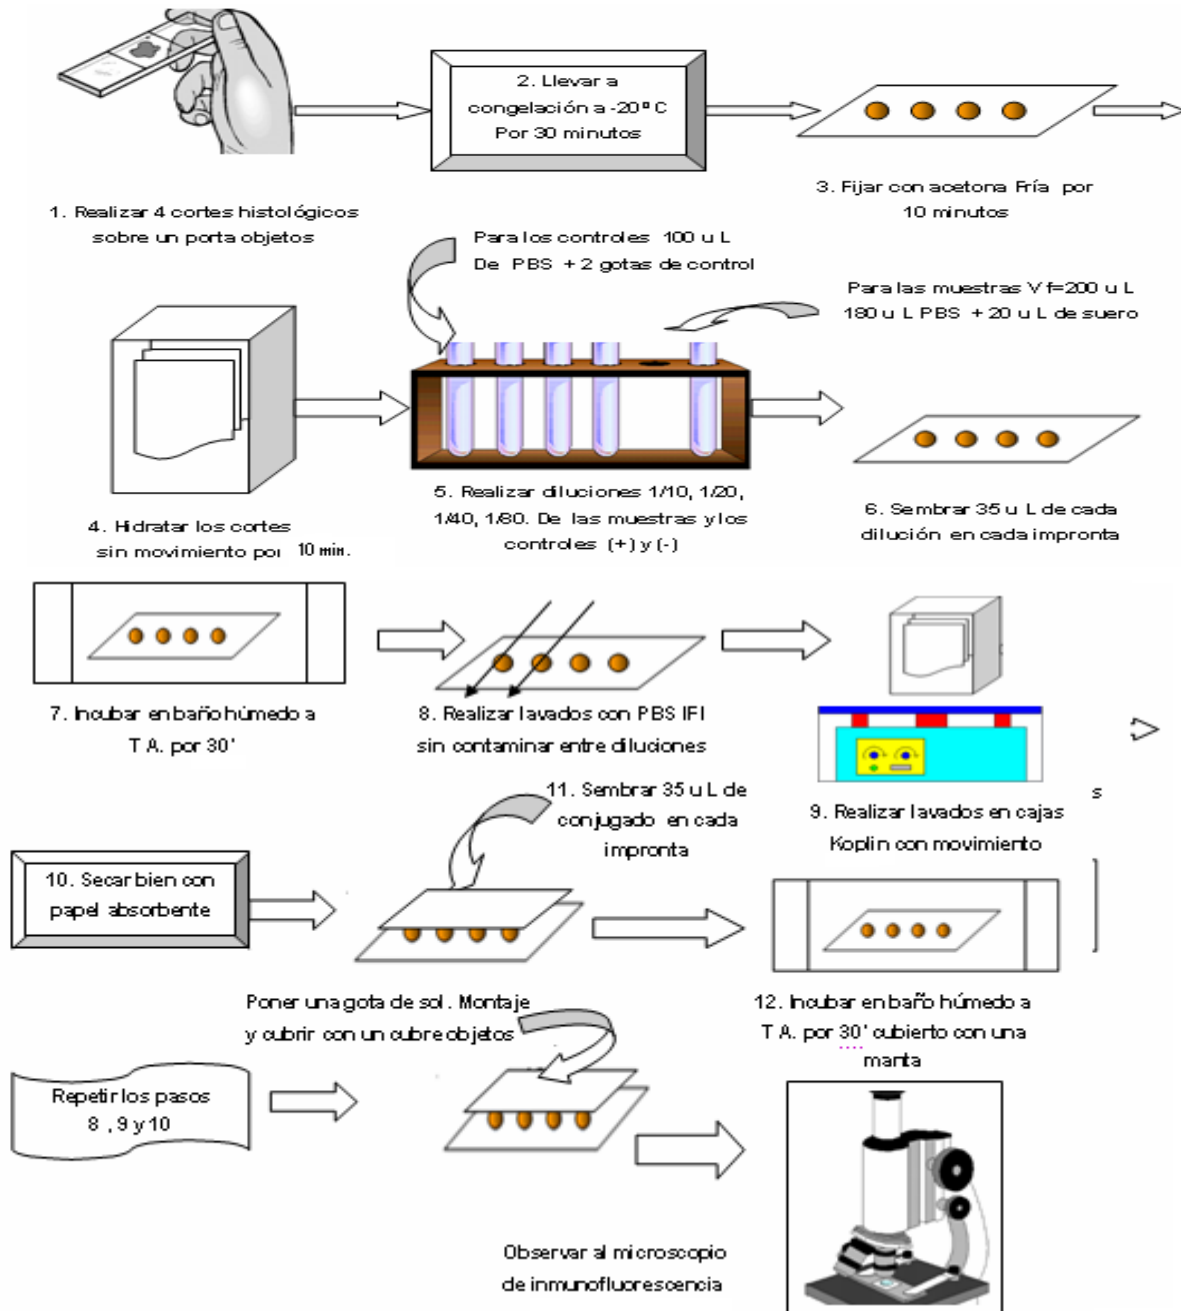 2. Llevar a
congelación a -20º C
Por 30 minutos
1. Realizar 4 cortes histológicos
sobre un porta objetos
3. Fijar con acetona Fría por
10 minutos
Para los controles 100 u L
De PBS + 2 gotas de control
Para las muestras Vf=200 u L
180 u L PBS + 20 u L de suero
4. Hidratar los cortes
sin movimiento por 10 min.
5. Realizar diluciones 1/10, 1/20,
1/40, 1/80. De las muestras y los
controles (+) y (-)
6. Sembrar 35 u L de cada
dilución en cada impronta
7. Incubar en baño húmedo a
T A. por 30'
8. Realizar lavados con PBS IFI
sin contaminar entre diluciones
9. Realizar lavados en cajas
Koplin con movimiento
s
10. Secar bien con
papel absorbente
11. Sembrar 35 u L de
conjugado en cada
impronta
12. Incubar en baño húmedo a
T A. por 30' cubierto con una
manta
Poner una gota de sol. Montaje
y cubrir con un cubre objetos
Repetir los pasos
8 , 9 y 10
Observar al microscopio
de inmunofluorescencia